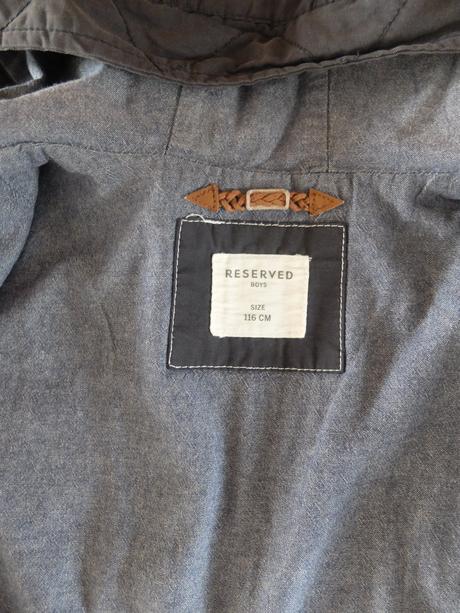 RESERVED
BOYS
SIZE
116 CM